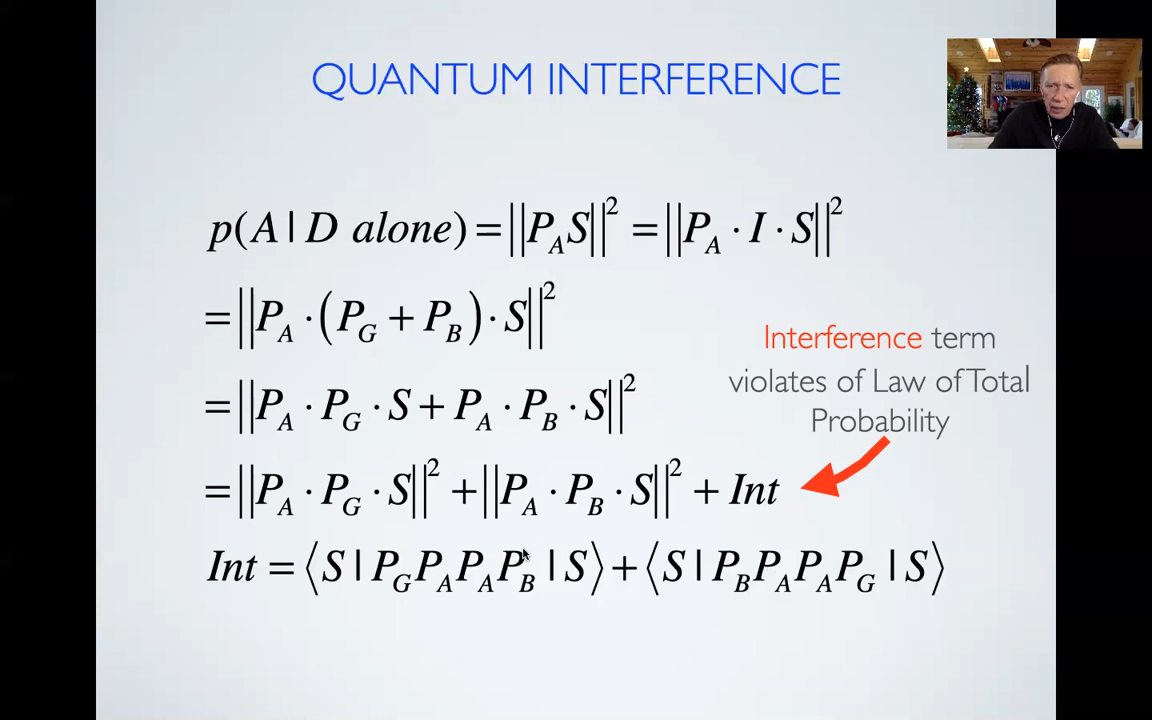 QUANTUM INTERFERENCE
p(A | D alone) = ||P_A S||² = ||P_A · I · S||²
= ||P_A · (P_G + P_B) · S||²
Interference term
violates of Law of Total
Probability
= ||P_A · P_G · S + P_A · P_B · S||²
= ||P_A · P_G · S||² + ||P_A · P_B · S||² + Int
Int = ⟨S | P_G P_A P_A P_B | S⟩ + ⟨S | P_B P_A P_A P_G | S⟩